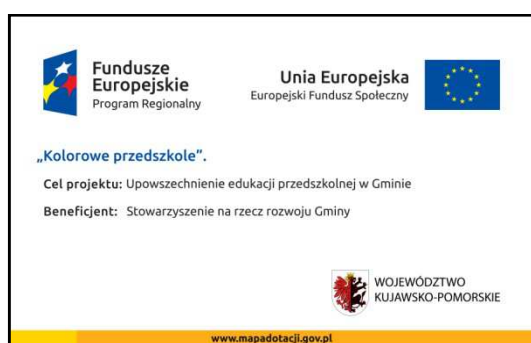 Fundusze
Europejskie
Program Regionalny
Unia Europejska
Europejski Fundusz Społeczny
„Kolorowe przedszkole”.
Cel projektu: Upowszechnienie edukacji przedszkolnej w Gminie
Beneficjent: Stowarzyszenie na rzecz rozwoju Gminy
WOJEWÓDZTWO
KUJAWSKO-POMORSKIE
www.mapadotacji.gov.pl